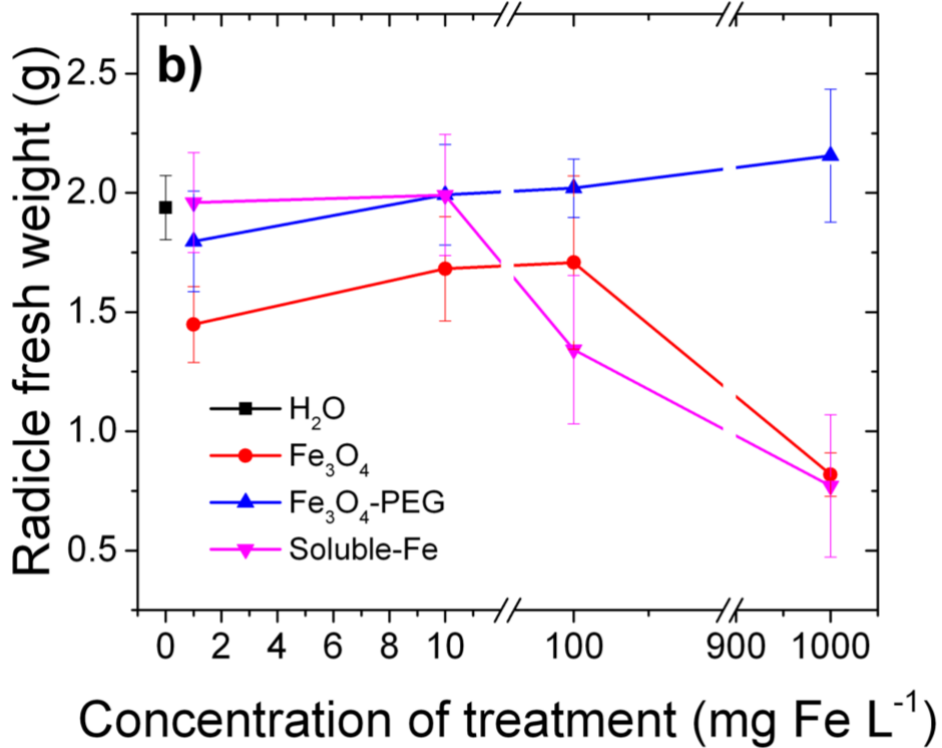 b)
Radicle fresh weight (g)
2.5
2.0
1.5
1.0
0.5
H₂O
Fe₃O₄
Fe₃O₄-PEG
Soluble-Fe
0 2 4 6 8 10 100 900 1000
Concentration of treatment (mg Fe L⁻¹)